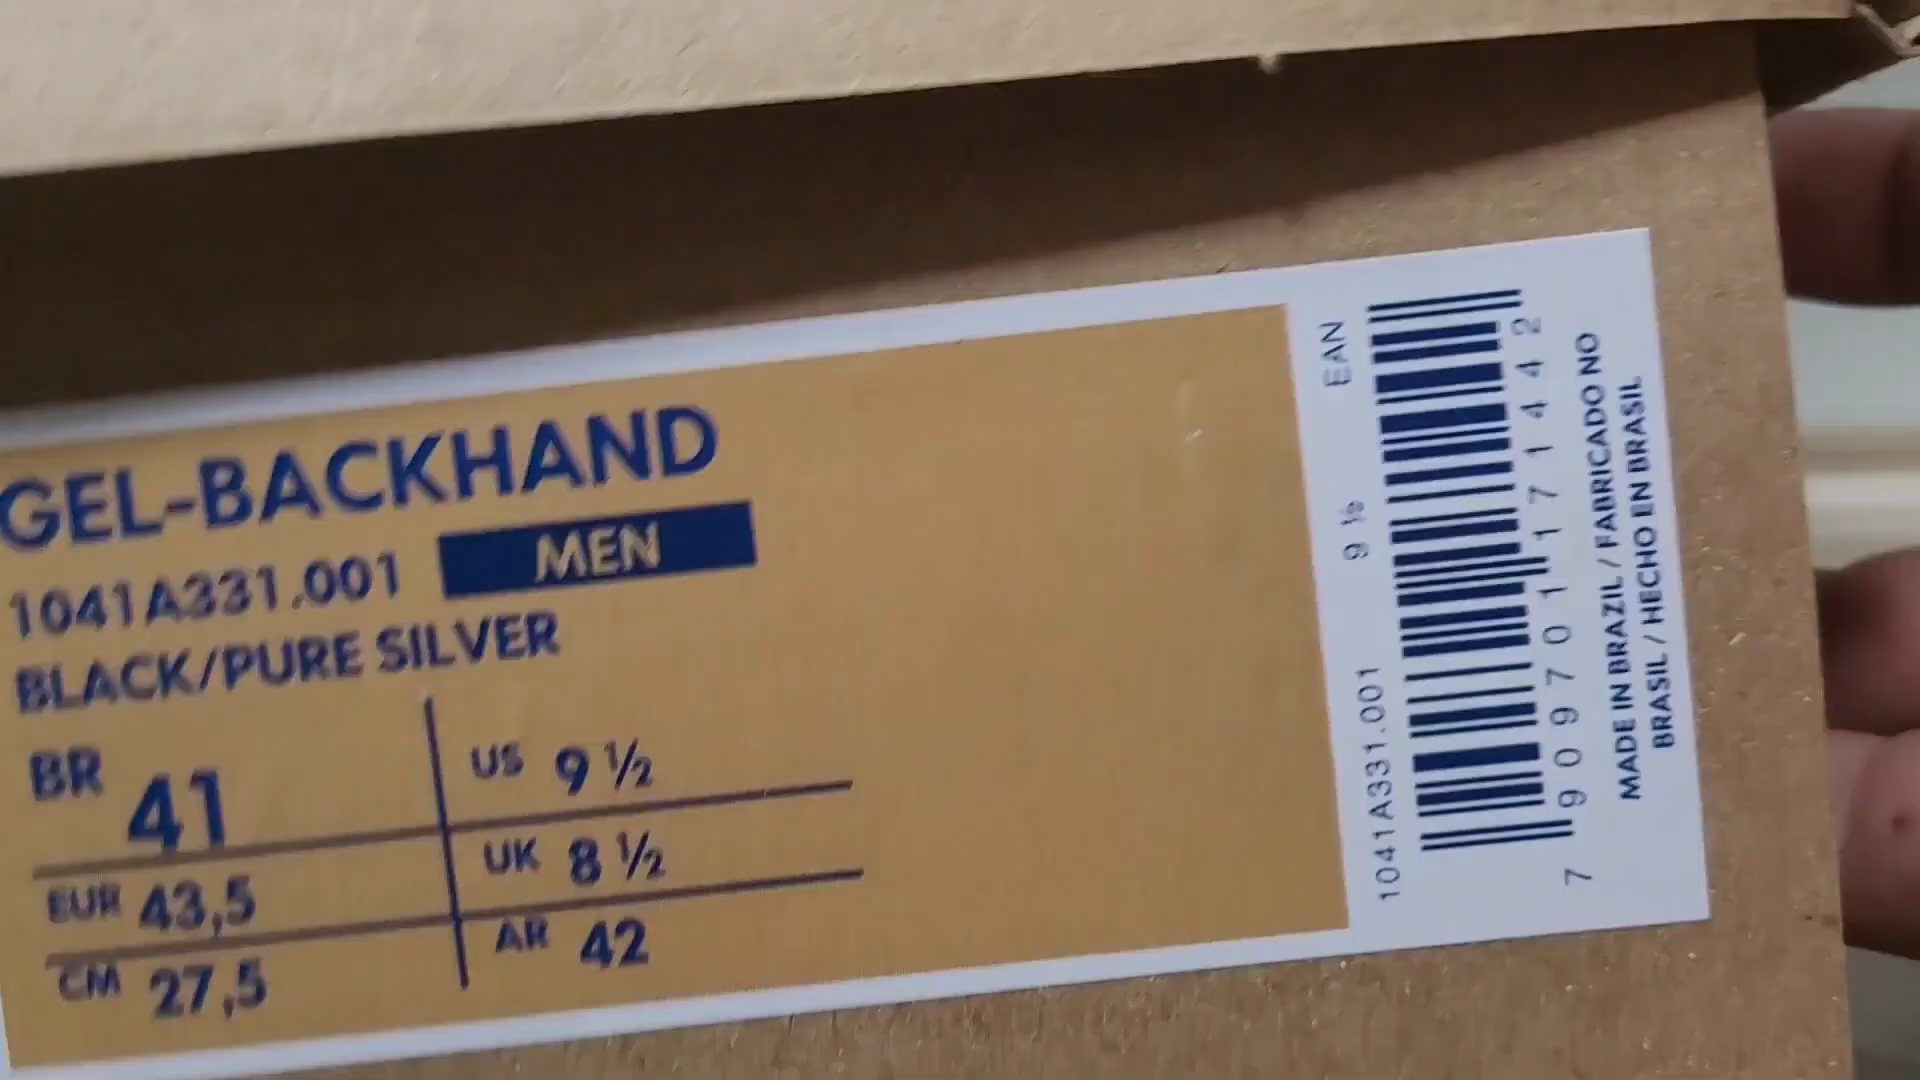 GEL-BACKHAND
1041A331.001 MEN
BLACK/PURE SILVER
BR 41
US 9 ½
UK 8 ½
EUR 43,5
AR 42
CM 27,5
1041A331.001 9 ½ EAN
7 909701 171442
MADE IN BRAZIL / FABRICADO NO
BRASIL / HECHO EN BRASIL